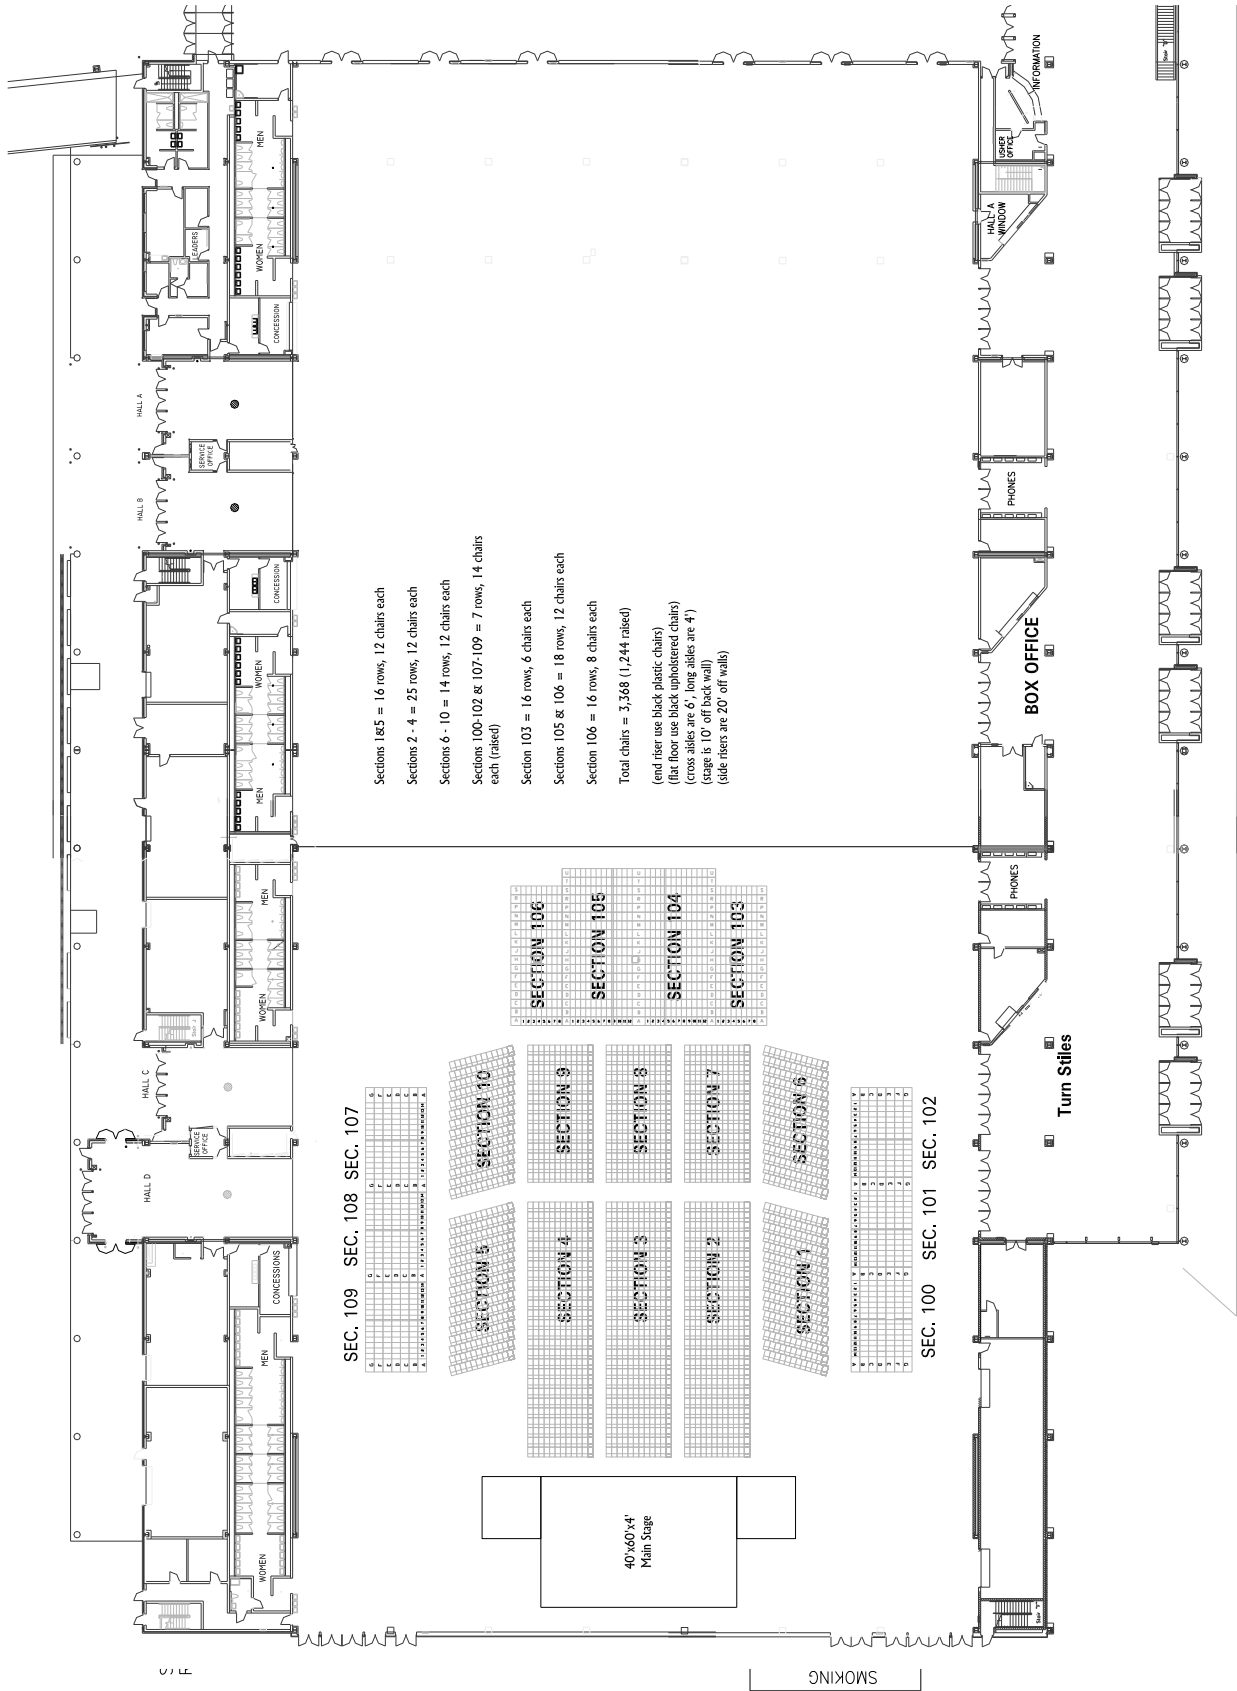 Stair "D"
INFORMATION
USHER
OFFICE
HALL A
WINDOW
MEN
WOMEN
LEADERS
CONCESSION
HALL A
SERVICE
OFFICE
HALL B
PHONES
CONCESSION
WOMEN
MEN
BOX OFFICE
Sections 1&5 = 16 rows, 12 chairs each
Sections 2 - 4 = 25 rows, 12 chairs each
Sections 6 - 10 = 14 rows, 12 chairs each
Sections 100-102 & 107-109 = 7 rows, 14 chairs
each (raised)
Section 103 = 16 rows, 6 chairs each
Sections 105 & 106 = 18 rows, 12 chairs each
Section 106 = 16 rows, 8 chairs each
Total chairs = 3,368 (1,244 raised)
(end riser use black plastic chairs)
(flat floor use black upholstered chairs)
(cross aisles are 6', long aisles are 4')
(stage is 10' off back wall)
(side risers are 20' off walls)
MEN
WOMEN
PHONES
SECTION 106
SECTION 105
SECTION 104
SECTION 103
Stair J
HALL C
SERVICE
OFFICE
HALL D
Turn Stiles
SEC. 107
SEC. 108
SEC. 109
SECTION 10
SECTION 9
SECTION 8
SECTION 7
SECTION 6
SEC. 102
SEC. 101
SEC. 100
SECTION 5
SECTION 4
SECTION 3
SECTION 2
SECTION 1
CONCESSIONS
MEN
WOMEN
40'x60'x4'
Main Stage
SMOKING